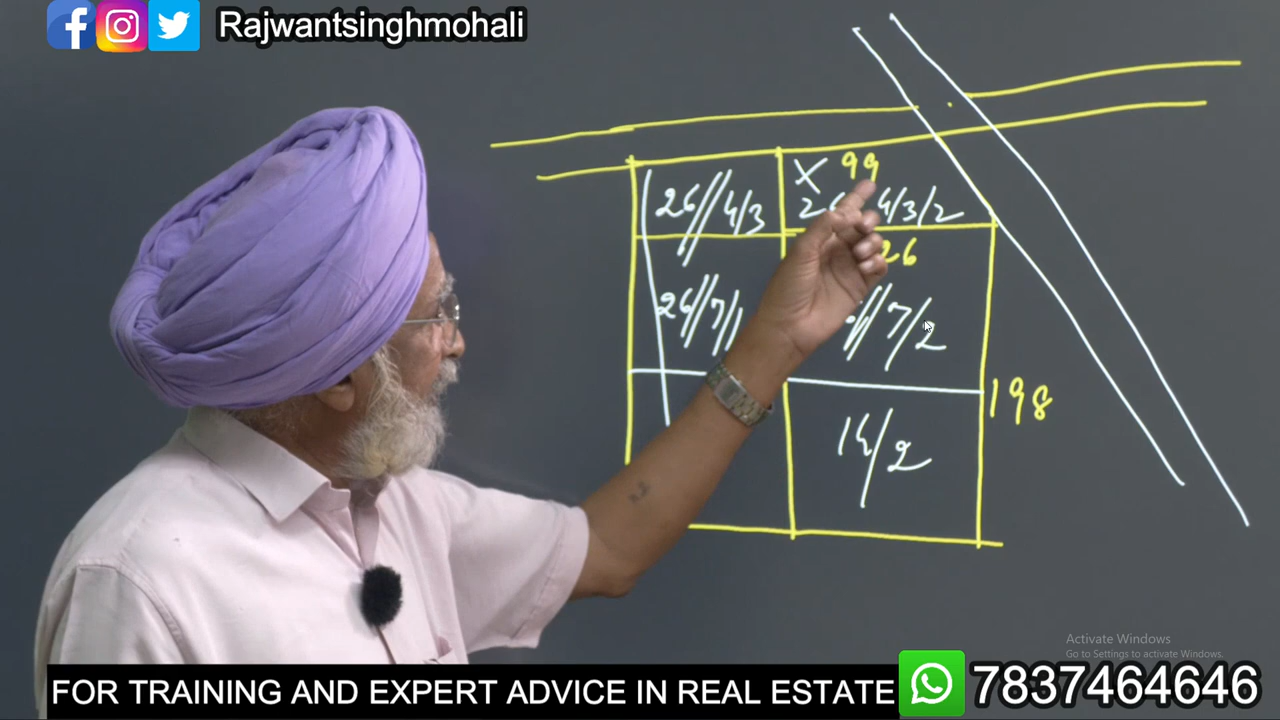 Rajwantsinghmohali
X 99
26//4/3
4/3/2
26
26//7/1
7/2
198
14/2
Activate Windows
Go to Settings to activate Windows.
FOR TRAINING AND EXPERT ADVICE IN REAL ESTATE
7837464646